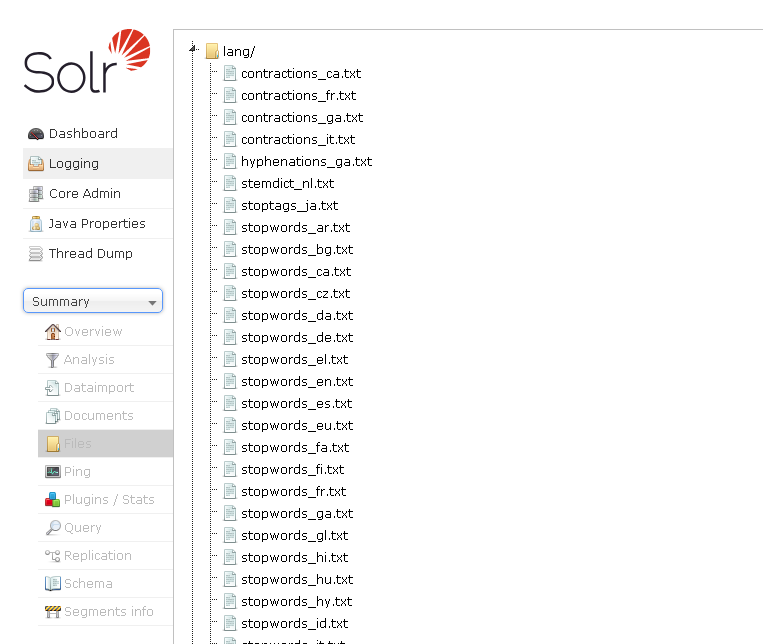 Solr
Dashboard
Logging
Core Admin
Java Properties
Thread Dump
Summary
Overview
Analysis
Dataimport
Documents
Files
Ping
Plugins / Stats
Query
Replication
Schema
Segments info
lang/
contractions_ca.txt
contractions_fr.txt
contractions_ga.txt
contractions_it.txt
hyphenations_ga.txt
stemdict_nl.txt
stoptags_ja.txt
stopwords_ar.txt
stopwords_bg.txt
stopwords_ca.txt
stopwords_cz.txt
stopwords_da.txt
stopwords_de.txt
stopwords_el.txt
stopwords_en.txt
stopwords_es.txt
stopwords_eu.txt
stopwords_fa.txt
stopwords_fi.txt
stopwords_fr.txt
stopwords_ga.txt
stopwords_gl.txt
stopwords_hi.txt
stopwords_hu.txt
stopwords_hy.txt
stopwords_id.txt